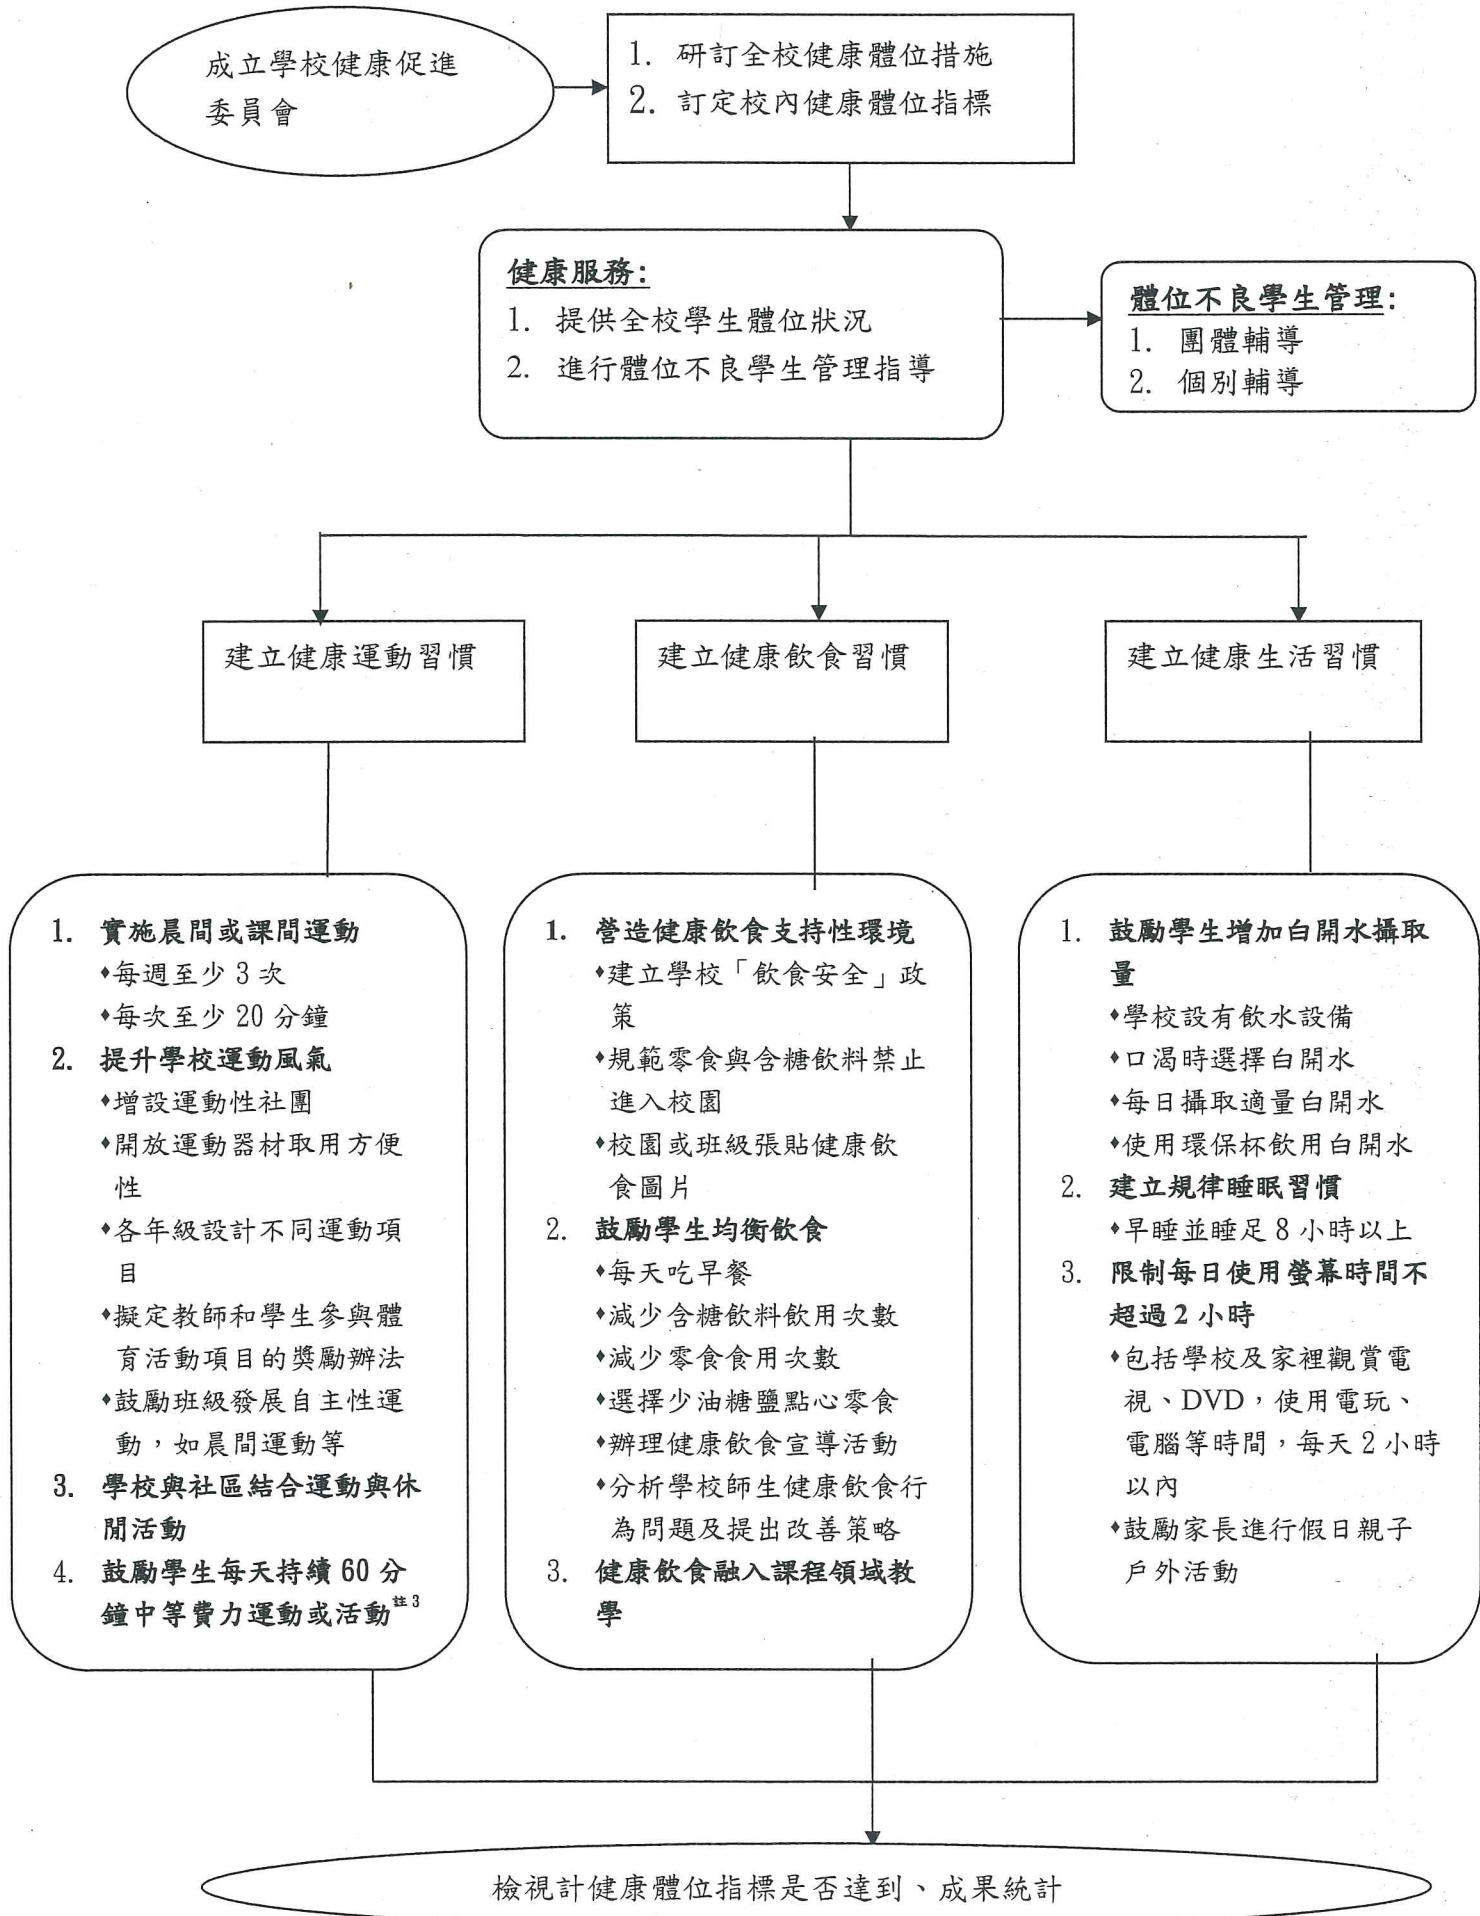 成立學校健康促進
委員會
1. 研訂全校健康體位措施
2. 訂定校內健康體位指標
健康服務:
1. 提供全校學生體位狀況
2. 進行體位不良學生管理指導
體位不良學生管理:
1. 團體輔導
2. 個別輔導
建立健康運動習慣
建立健康飲食習慣
建立健康生活習慣
1. 實施晨間或課間運動
◆每週至少 3 次
◆每次至少 20 分鐘
2. 提升學校運動風氣
◆增設運動性社團
◆開放運動器材取用方便
性
◆各年級設計不同運動項
目
◆擬定教師和學生參與體
育活動項目的獎勵辦法
◆鼓勵班級發展自主性運
動，如晨間運動等
3. 學校與社區結合運動與休
閒活動
4. 鼓勵學生每天持續 60 分
鐘中等費力運動或活動註3
1. 營造健康飲食支持性環境
◆建立學校「飲食安全」政
策
◆規範零食與含糖飲料禁止
進入校園
◆校園或班級張貼健康飲
食圖片
2. 鼓勵學生均衡飲食
◆每天吃早餐
◆減少含糖飲料飲用次數
◆減少零食食用次數
◆選擇少油糖鹽點心零食
◆辦理健康飲食宣導活動
◆分析學校師生健康飲食行
為問題及提出改善策略
3. 健康飲食融入課程領域教
學
1. 鼓勵學生增加白開水攝取
量
◆學校設有飲水設備
◆口渴時選擇白開水
◆每日攝取適量白開水
◆使用環保杯飲用白開水
2. 建立規律睡眠習慣
◆早睡並睡足 8 小時以上
3. 限制每日使用螢幕時間不
超過 2 小時
◆包括學校及家裡觀賞電
視、DVD，使用電玩、
電腦等時間，每天 2 小時
以內
◆鼓勵家長進行假日親子
戶外活動
檢視計健康體位指標是否達到、成果統計